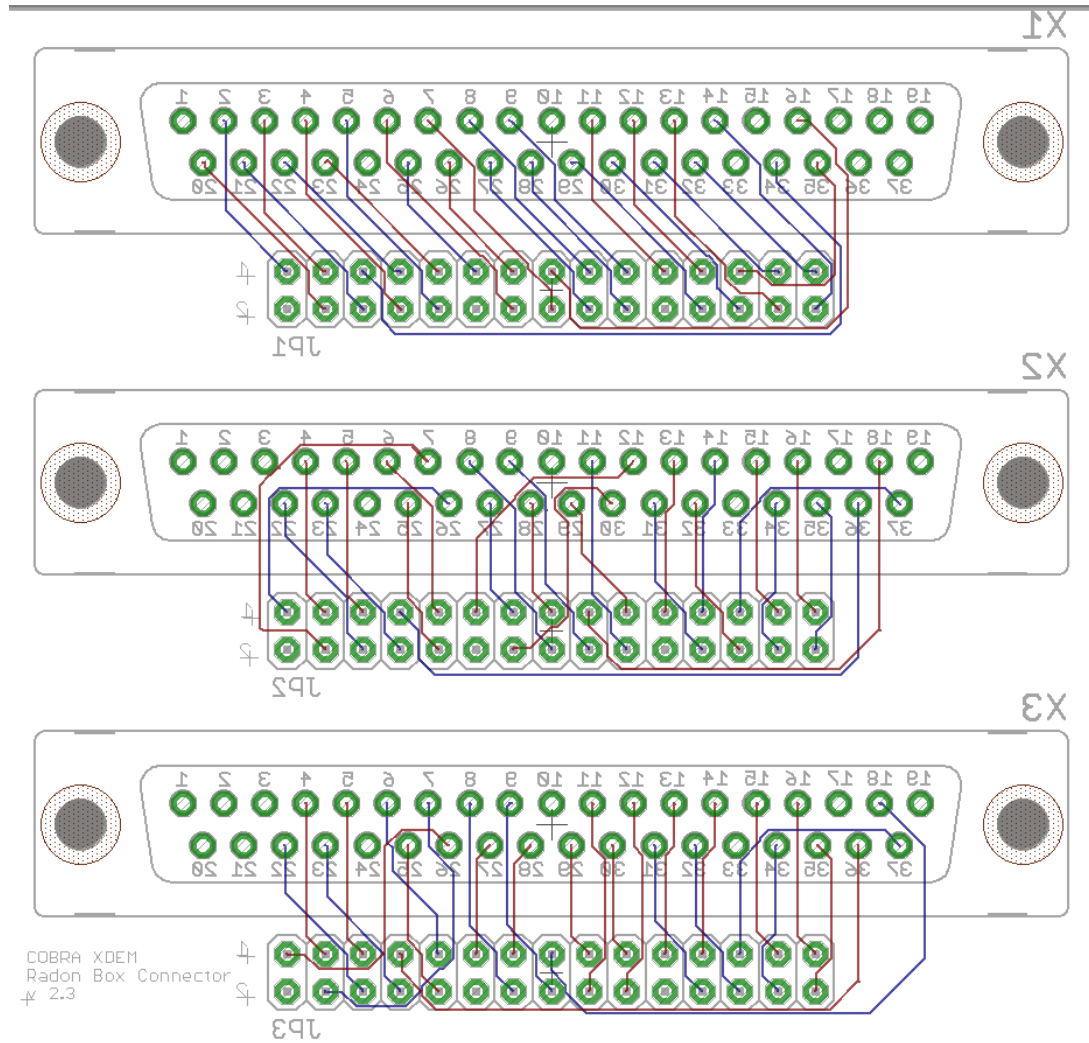 X1
1 2 3 4 5 6 7 8 9 10 11 12 13 14 15 16 17 18 19
20 21 22 23 24 25 26 27 28 29 30 31 32 33 34 35 36 37
1
2
JP1
X2
1 2 3 4 5 6 7 8 9 10 11 12 13 14 15 16 17 18 19
20 21 22 23 24 25 26 27 28 29 30 31 32 33 34 35 36 37
1
2
JP2
X3
1 2 3 4 5 6 7 8 9 10 11 12 13 14 15 16 17 18 19
20 21 22 23 24 25 26 27 28 29 30 31 32 33 34 35 36 37
1
2
JP3
COBRA XDEM
Radon Box Connector
2.3